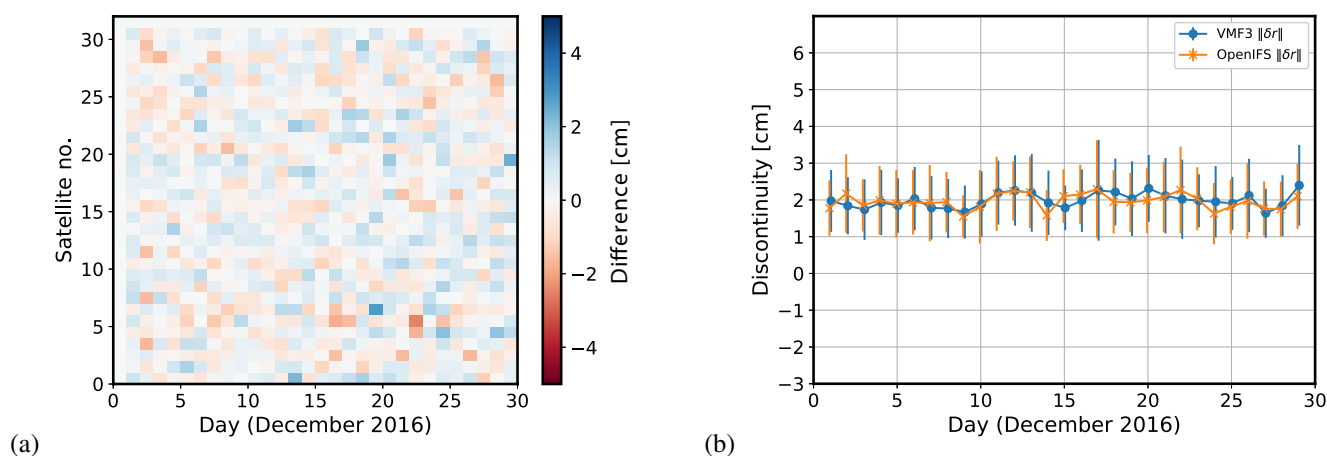 30
25
20
15
10
5
0
Satellite no.
0 5 10 15 20 25 30
Day (December 2016)
4
2
0
−2
−4
Difference [cm]
(a)
6
5
4
3
2
1
0
−1
−2
−3
Discontinuity [cm]
VMF3 ‖δr‖
OpenIFS ‖δr‖
0 5 10 15 20 25 30
Day (December 2016)
(b)